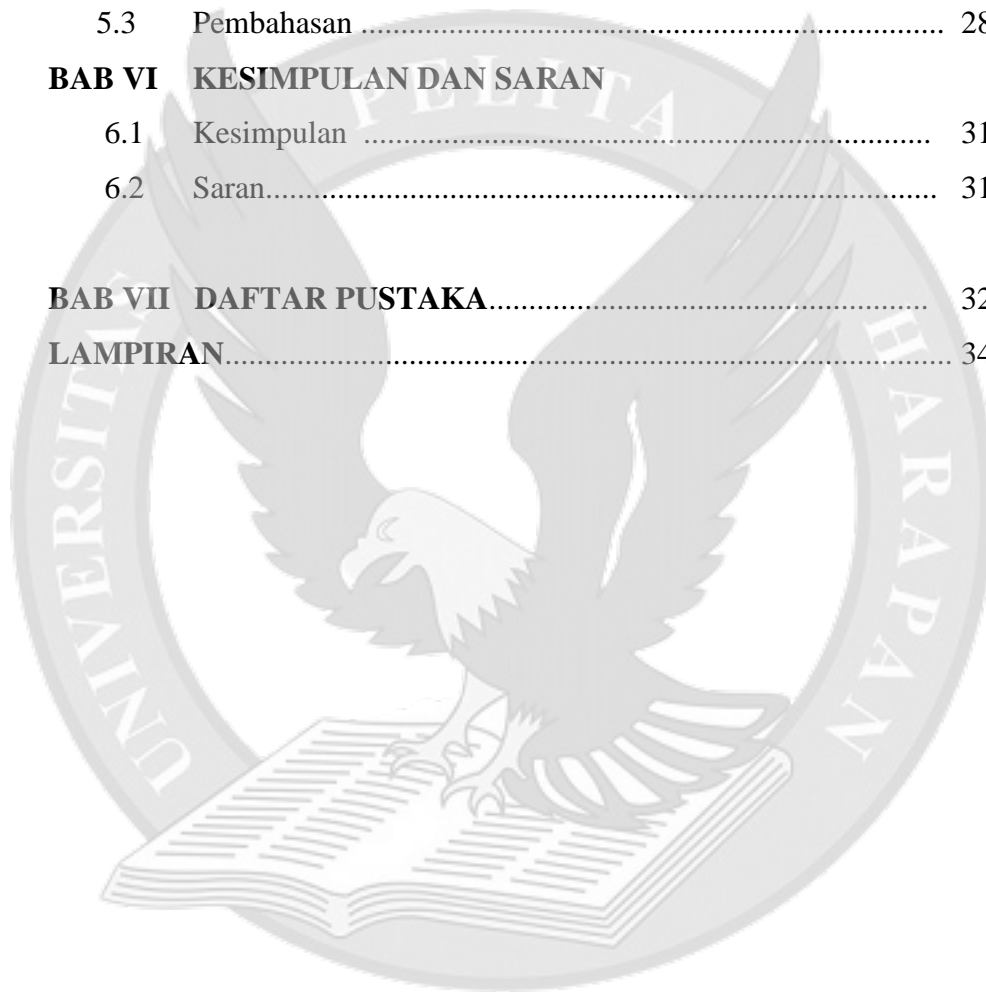 5.3 Pembahasan ........................................................................... 28
BAB VI KESIMPULAN DAN SARAN
6.1 Kesimpulan ......................................................................... 31
6.2 Saran...................................................................................... 31
BAB VII DAFTAR PUSTAKA......................................................... 32
LAMPIRAN............................................................................................. 34
UNIVERSITAS PELITA HARAPAN